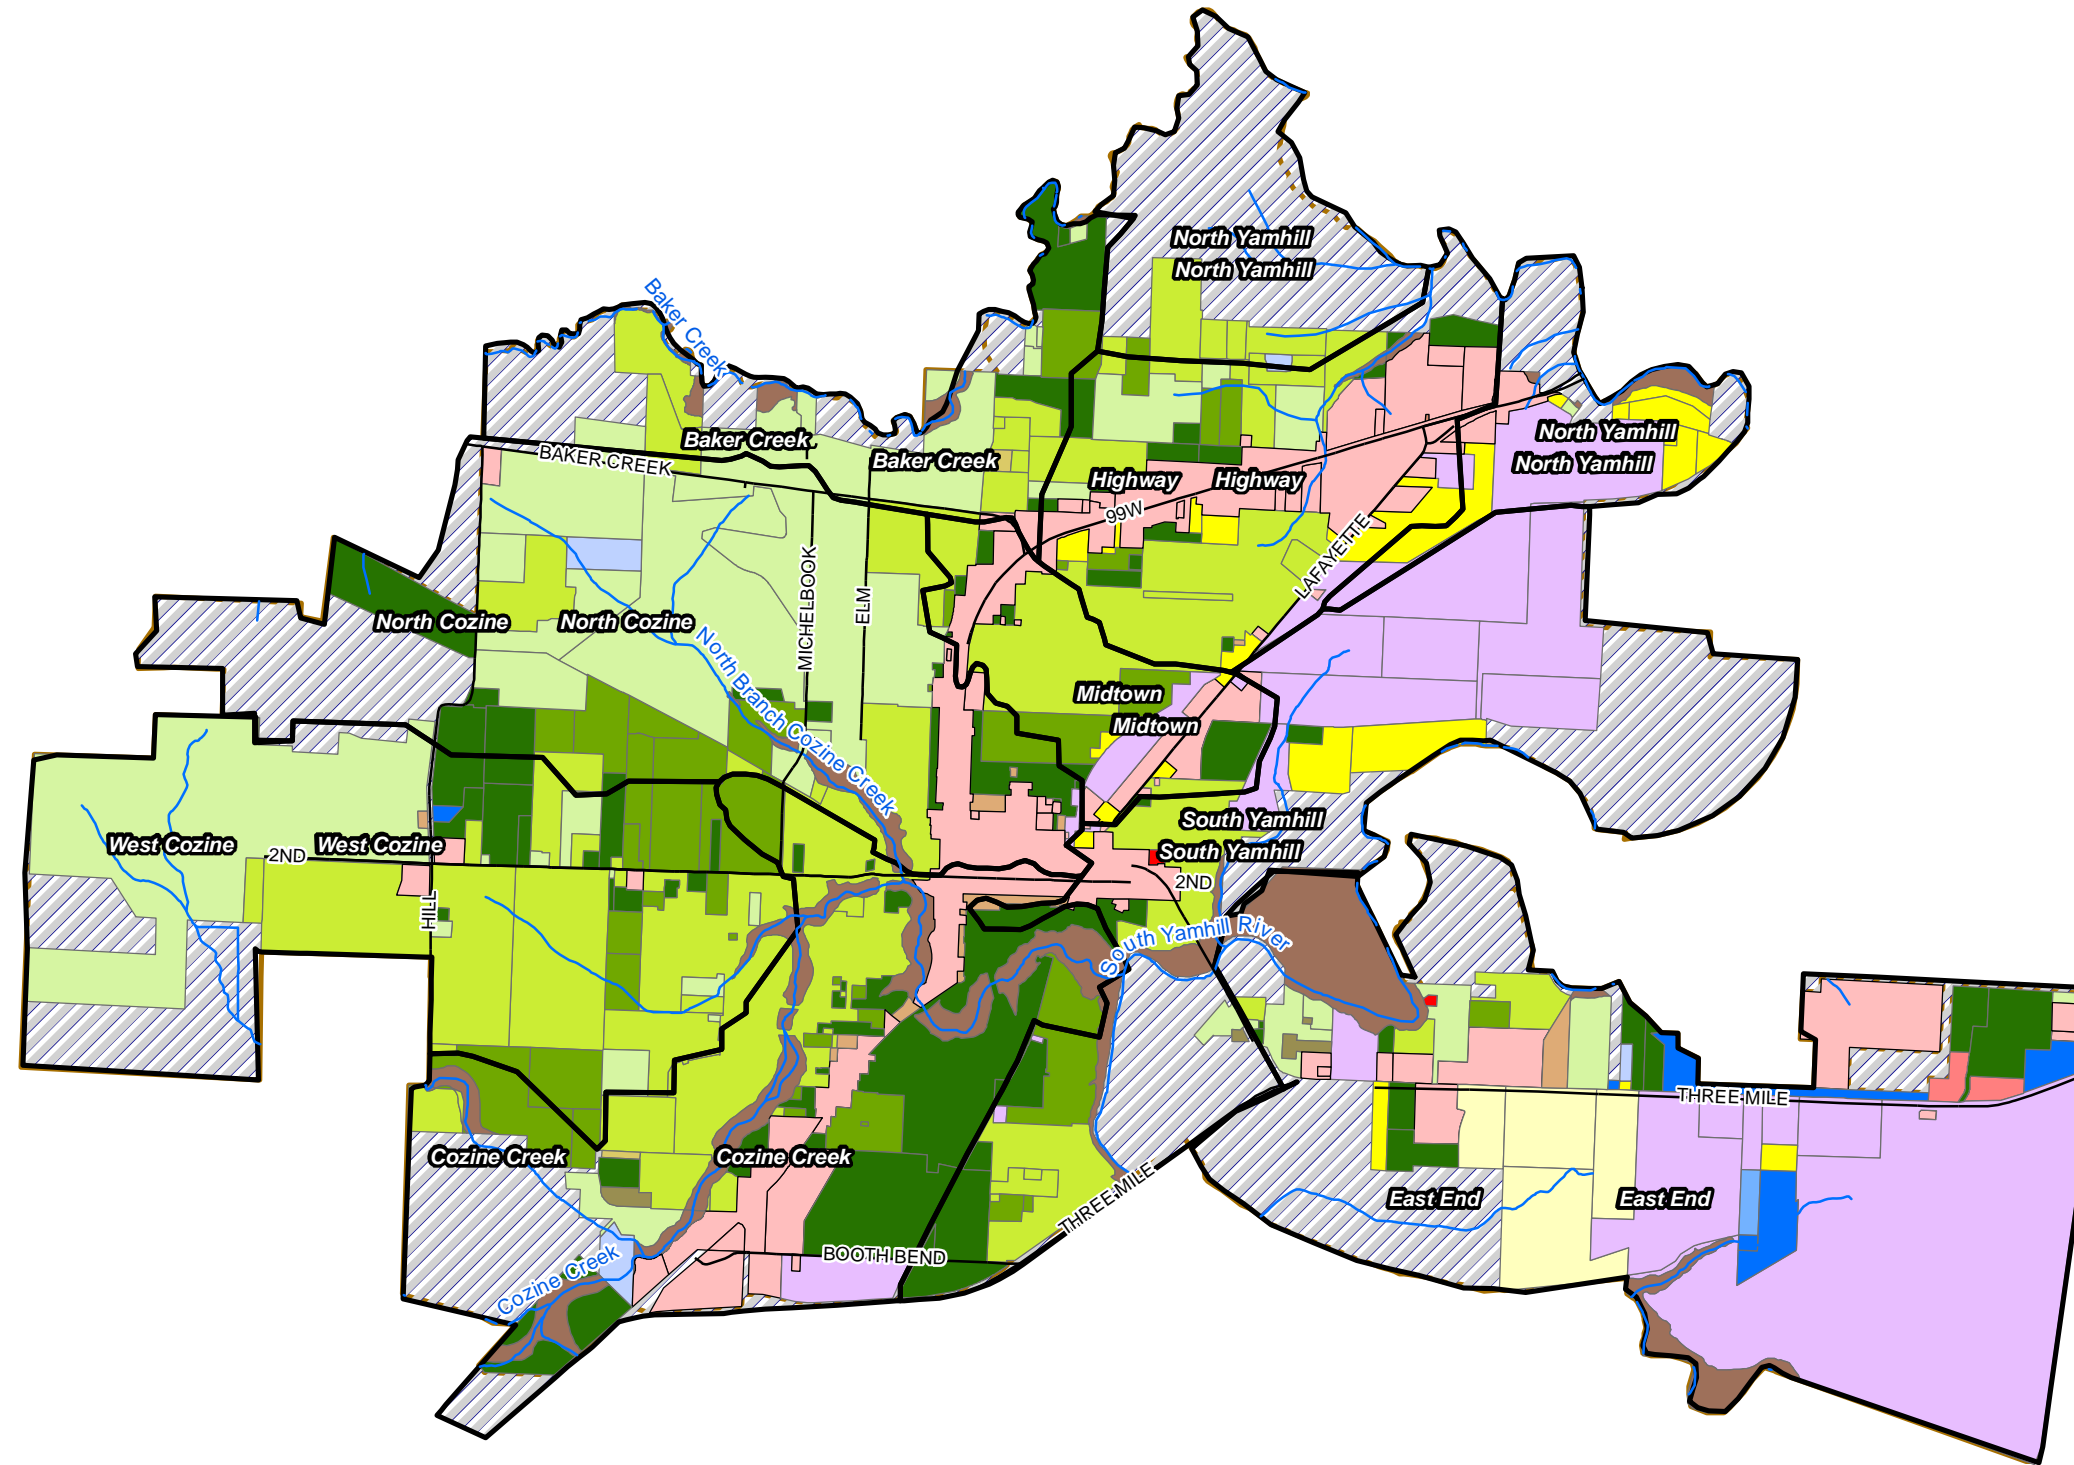 North Yamhill
North Yamhill
Baker Creek
Baker Creek
Baker Creek
BAKER CREEK
North Yamhill
North Yamhill
Highway
Highway
99W
LAFAYETTE
MICHELBOOK
ELM
North Cozine
North Cozine
North Branch Cozine Creek
Midtown
Midtown
West Cozine
West Cozine
2ND
HILL
South Yamhill
South Yamhill
2ND
South Yamhill River
THREE MILE
Cozine Creek
Cozine Creek
THREE MILE
East End
East End
BOOTH BEND
Cozine Creek